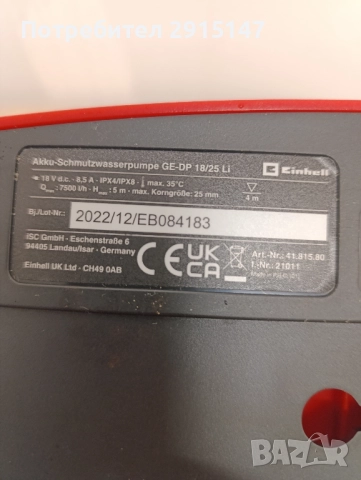 Потребител 2915147
Akku-Schmutzwasserpumpe GE-DP 18/25 Li
Einhell
18 V d.c. - 8,5 A - IPX4/IPX8 - max. 35°C
Q max: 7500 l/h - H max: 5 m - max. Korngröße: 25 mm
4 m
Bj./Lot-Nr.: 2022/12/EB084183
ISC GmbH - Eschenstraße 6
94405 Landau/Isar - Germany
Einhell UK Ltd - CH49 0AB
CE UK CA
Art.-Nr.: 41.815.80
I.-Nr.: 21011
bazar.bg